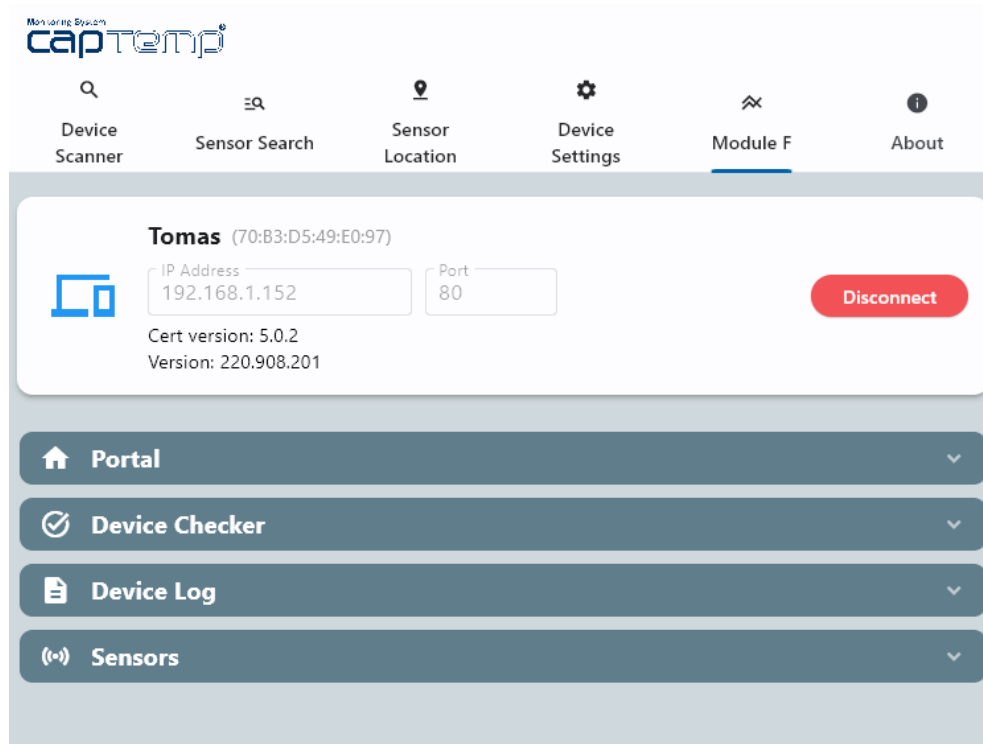 Monitoring System
capTemp®
Device Scanner
Sensor Search
Sensor Location
Device Settings
Module F
About
Tomas (70:B3:D5:49:E0:97)
IP Address
192.168.1.152
Port
80
Disconnect
Cert version: 5.0.2
Version: 220.908.201
Portal
Device Checker
Device Log
Sensors